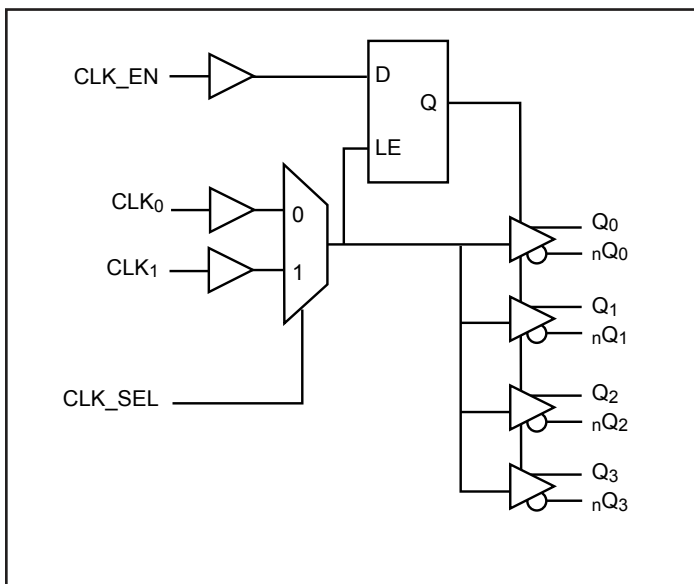 CLK_EN
D
Q
LE
CLK0
0
CLK1
1
CLK_SEL
Q0
nQ0
Q1
nQ1
Q2
nQ2
Q3
nQ3